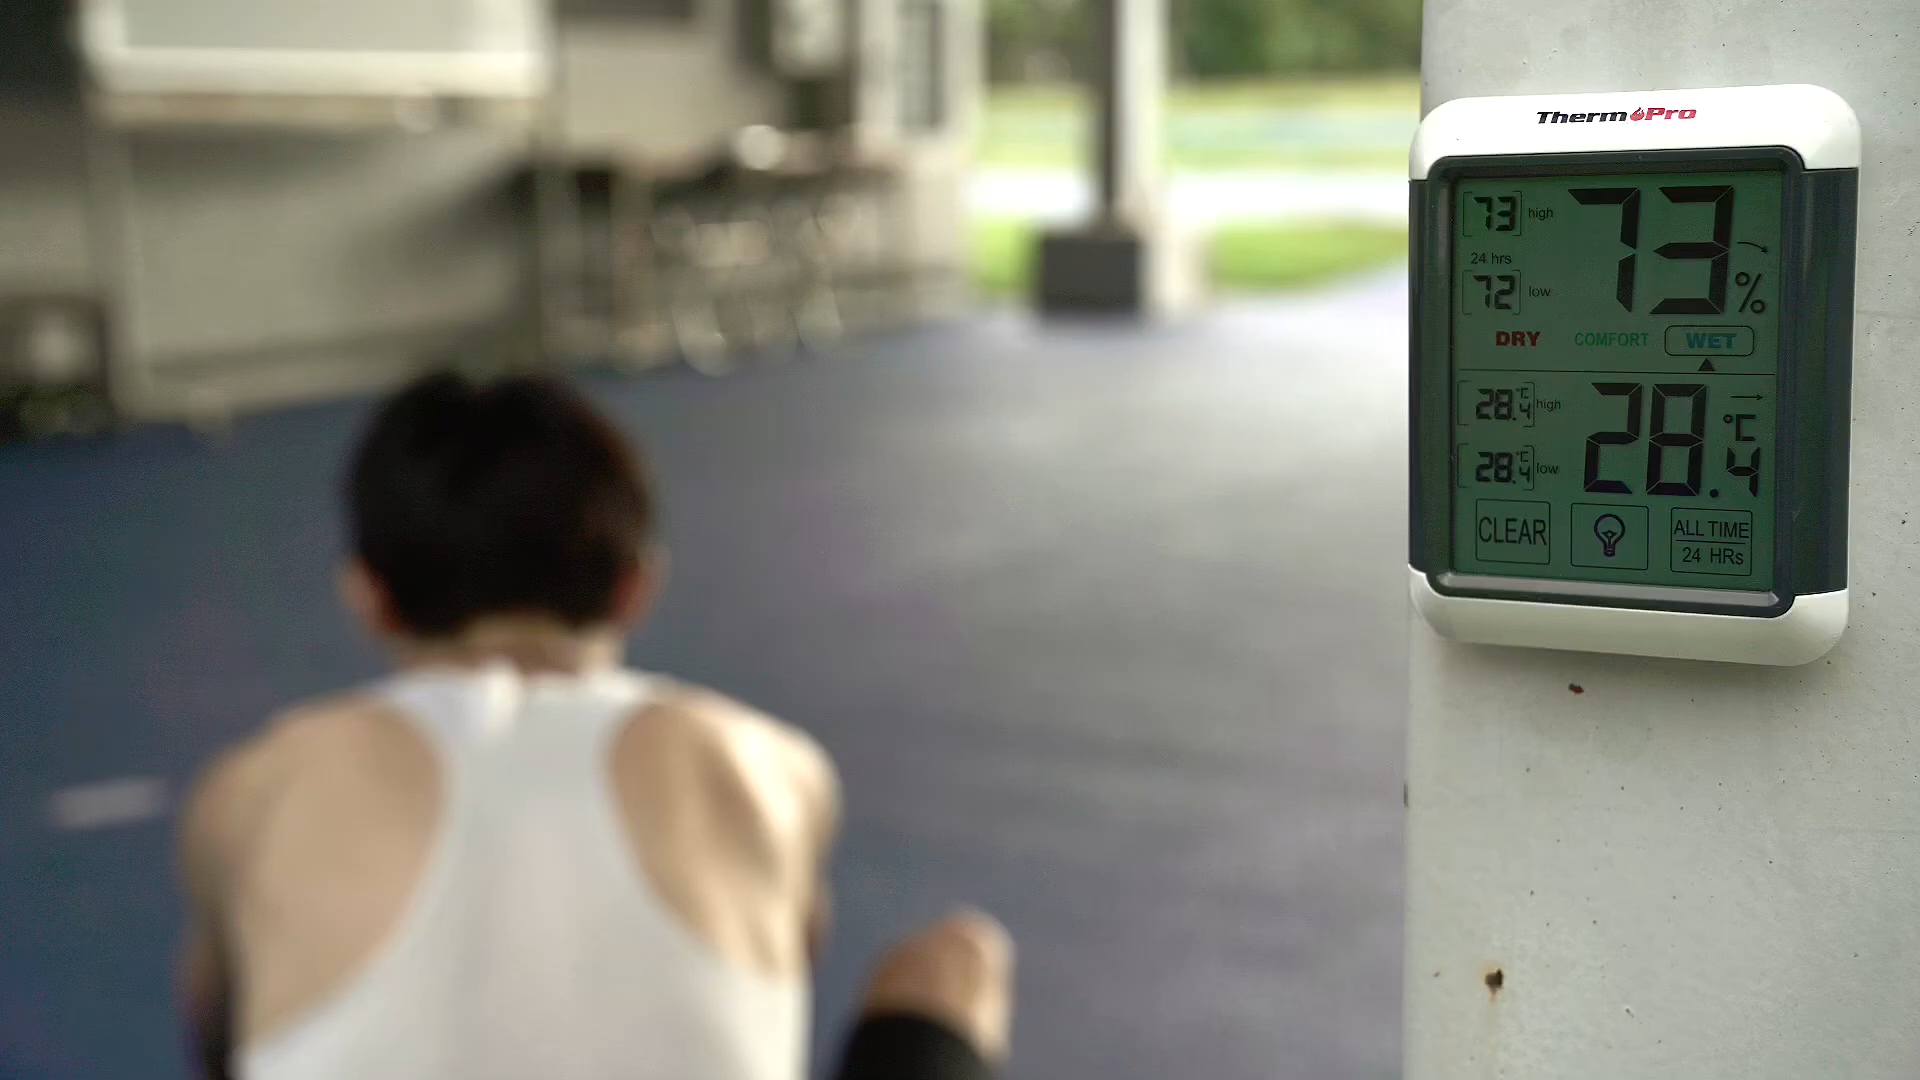 ThermoPro
73 high
24 hrs
72 low
73 %
DRY COMFORT WET
28.4 °C high
28.4 °C low
28.4 °C
CLEAR
ALL TIME
24 HRs